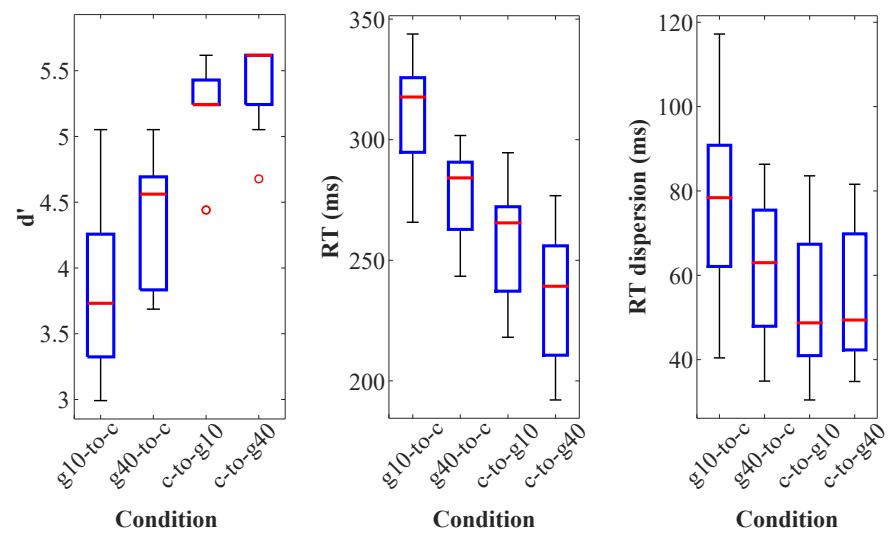 d'
5.5
5
4.5
4
3.5
3
g10-to-c
g40-to-c
c-to-g10
c-to-g40
Condition
RT (ms)
350
300
250
200
g10-to-c
g40-to-c
c-to-g10
c-to-g40
Condition
RT dispersion (ms)
120
100
80
60
40
g10-to-c
g40-to-c
c-to-g10
c-to-g40
Condition